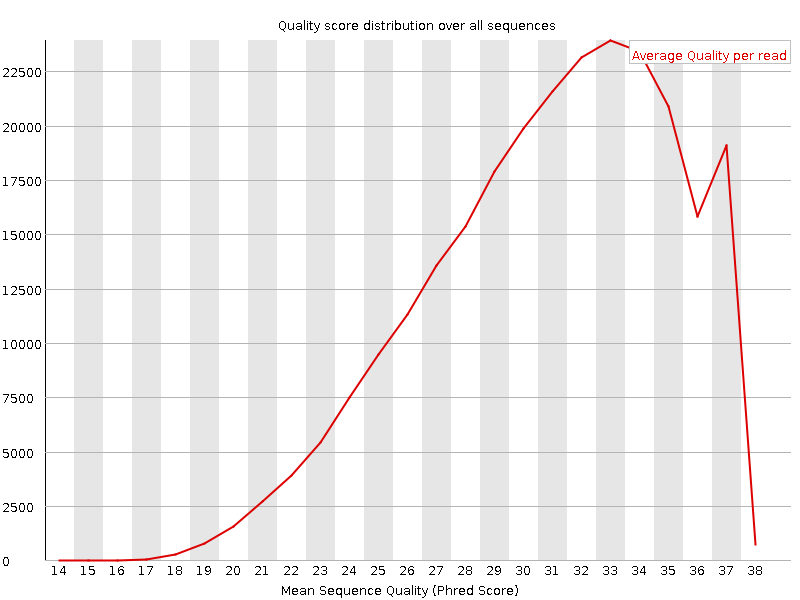 Quality score distribution over all sequences
Average Quality per read
22500
20000
17500
15000
12500
10000
7500
5000
2500
0
14 15 16 17 18 19 20 21 22 23 24 25 26 27 28 29 30 31 32 33 34 35 36 37 38
Mean Sequence Quality (Phred Score)